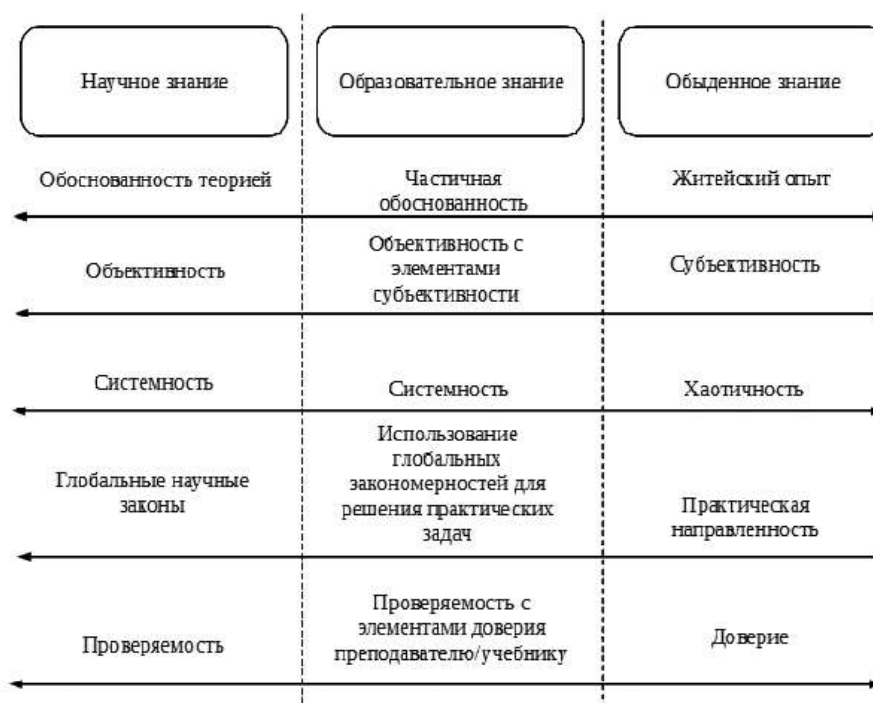 Научное знание
Образовательное знание
Обыденное знание
Обоснованность теорией
Частичная
обоснованность
Житейский опыт
Объективность
Объективность с
элементами
субъективности
Субъективность
Системность
Системность
Хаотичность
Глобальные научные
законы
Использование
глобальных
закономерностей для
решения практических
задач
Практическая
направленность
Проверяемость
Проверяемость с
элементами доверия
преподавателю/учебнику
Доверие